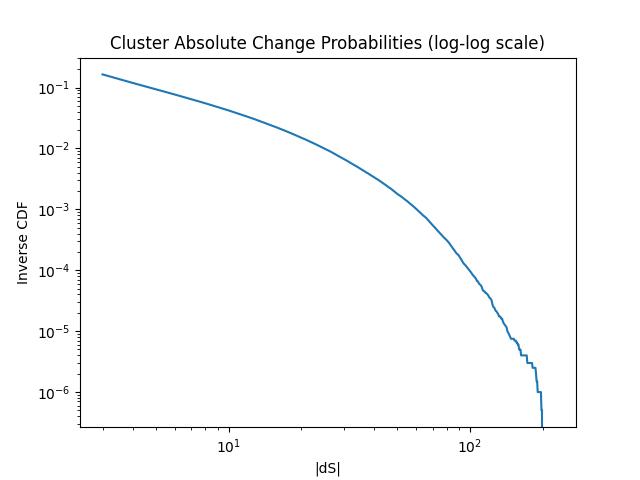 Cluster Absolute Change Probabilities (log-log scale)
Inverse CDF
10⁻¹
10⁻²
10⁻³
10⁻⁴
10⁻⁵
10⁻⁶
10¹
10²
|dS|